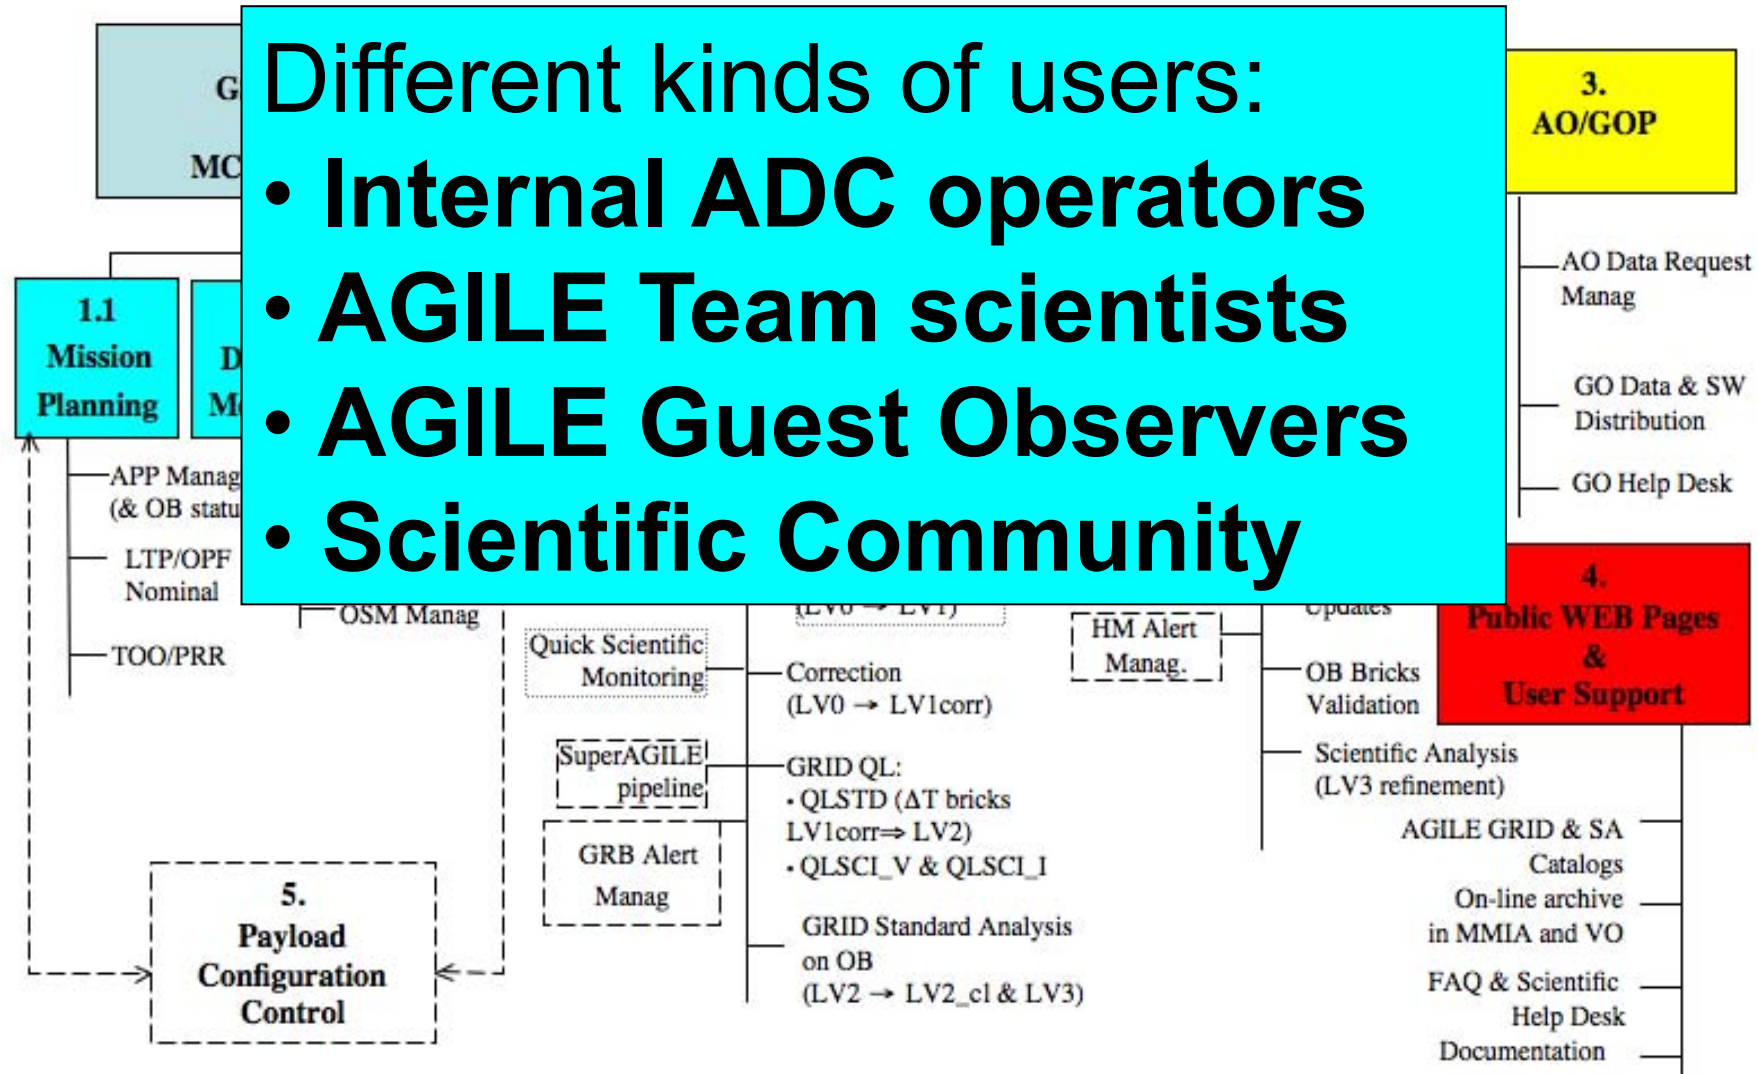 Different kinds of users:
• Internal ADC operators
• AGILE Team scientists
• AGILE Guest Observers
• Scientific Community
3.
AO/GOP
AO Data Request
Manag
GO Data & SW
Distribution
GO Help Desk
1.1
Mission
Planning
APP Manag
(& OB statu
LTP/OPF
Nominal
TOO/PRR
OSM Manag
Quick Scientific
Monitoring
SuperAGILE
pipeline
GRB Alert
Manag
(LV0 → LV1)
Correction
(LV0 → LV1corr)
GRID QL:
• QLSTD (ΔT bricks
LV1corr⇒ LV2)
• QLSCI_V & QLSCI_I
GRID Standard Analysis
on OB
(LV2 → LV2_cl & LV3)
HM Alert
Manag.
Updates
OB Bricks
Validation
Scientific Analysis
(LV3 refinement)
4.
Public WEB Pages
&
User Support
AGILE GRID & SA
Catalogs
On-line archive
in MMIA and VO
FAQ & Scientific
Help Desk
Documentation
5.
Payload
Configuration
Control